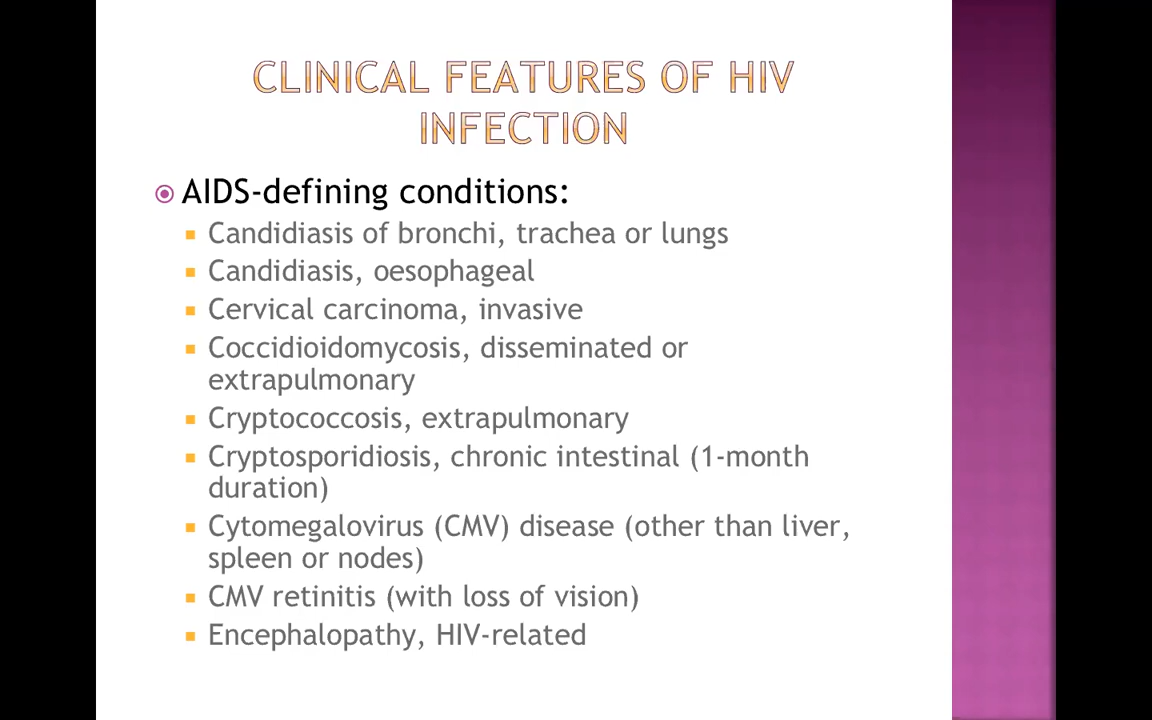 CLINICAL FEATURES OF HIV
INFECTION
AIDS-defining conditions:
Candidiasis of bronchi, trachea or lungs
Candidiasis, oesophageal
Cervical carcinoma, invasive
Coccidioidomycosis, disseminated or
extrapulmonary
Cryptococcosis, extrapulmonary
Cryptosporidiosis, chronic intestinal (1-month
duration)
Cytomegalovirus (CMV) disease (other than liver,
spleen or nodes)
CMV retinitis (with loss of vision)
Encephalopathy, HIV-related